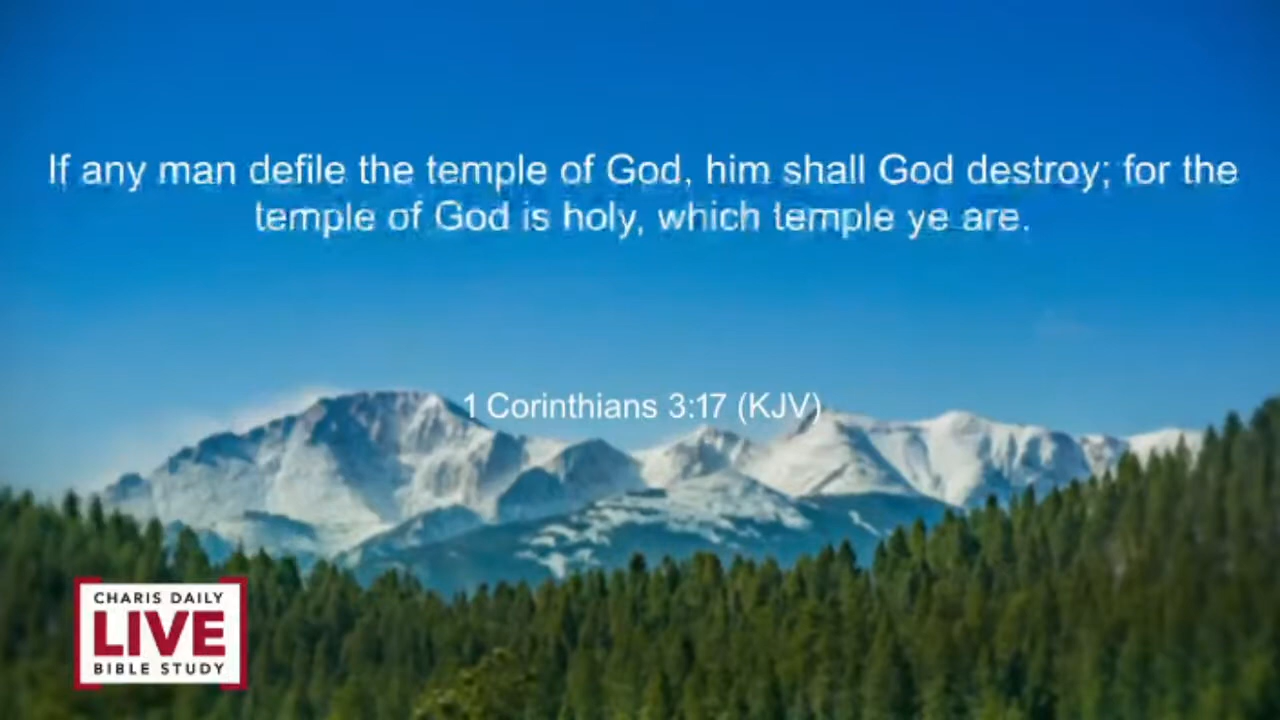 If any man defile the temple of God, him shall God destroy; for the
temple of God is holy, which temple ye are.
1 Corinthians 3:17 (KJV)
CHARIS DAILY
LIVE
BIBLE STUDY